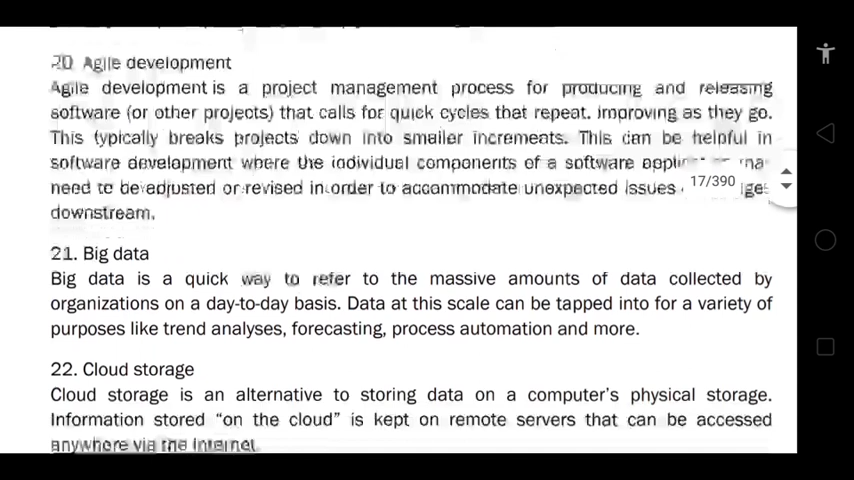 20. Agile development
Agile development is a project management process for producing and releasing
software (or other projects) that calls for quick cycles that repeat. Improving as they go.
This typically breaks projects down into smaller increments. This can be helpful in
software development where the individual components of a software
need to be adjusted or revised in order to accommodate unexpected issues
17/390
downstream.
21. Big data
Big data is a quick way to refer to the massive amounts of data collected by
organizations on a day-to-day basis. Data at this scale can be tapped into for a variety of
purposes like trend analyses, forecasting, process automation and more.
22. Cloud storage
Cloud storage is an alternative to storing data on a computer's physical storage.
Information stored “on the cloud” is kept on remote servers that can be accessed
anywhere via the Internet.